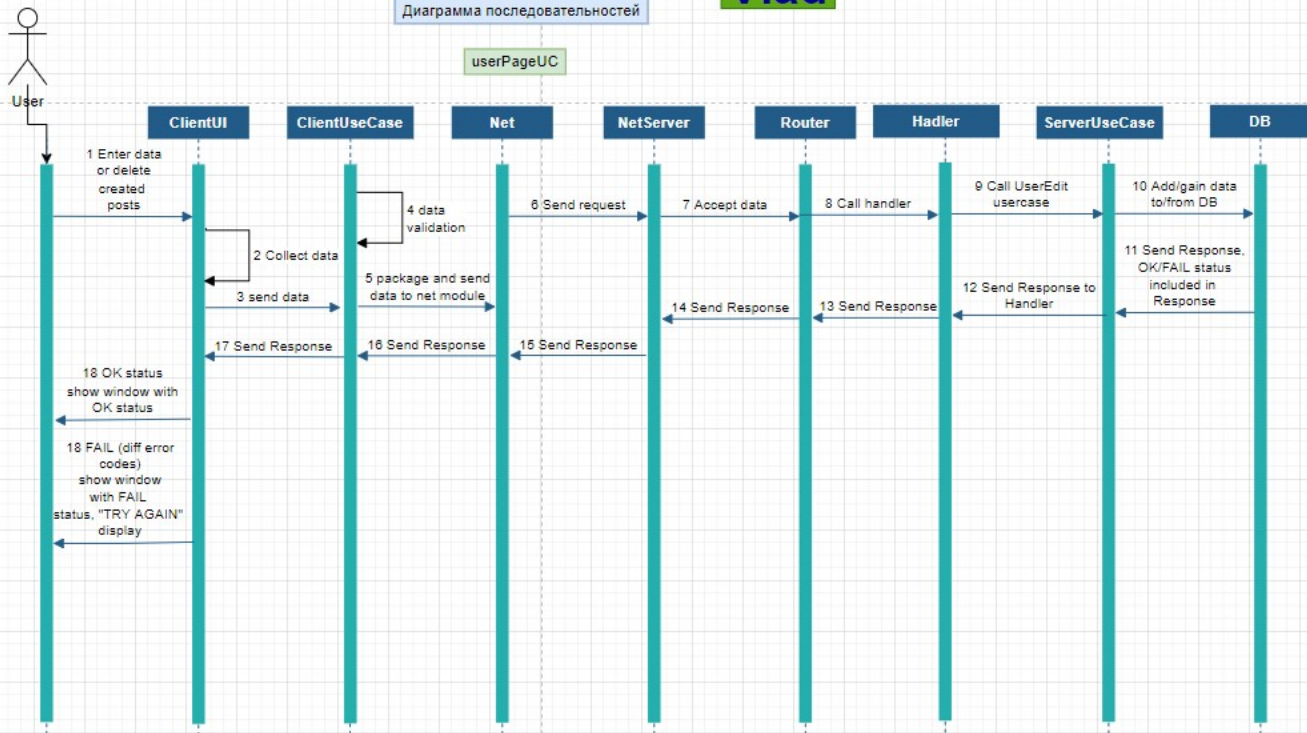 Диаграмма последовательностей
userPageUC
User
ClientUI
ClientUseCase
Net
NetServer
Router
Hadler
ServerUseCase
DB
1 Enter data
or delete
created
posts
2 Collect data
3 send data
4 data
validation
5 package and send
data to net module
6 Send request
7 Accept data
8 Call handler
9 Call UserEdit
usercase
10 Add/gain data
to/from DB
11 Send Response,
OK/FAIL status
included in
Response
12 Send Response to
Handler
13 Send Response
14 Send Response
15 Send Response
16 Send Response
17 Send Response
18 OK status
show window with
OK status
18 FAIL (diff error
codes)
show window
with FAIL
status, "TRY AGAIN"
display